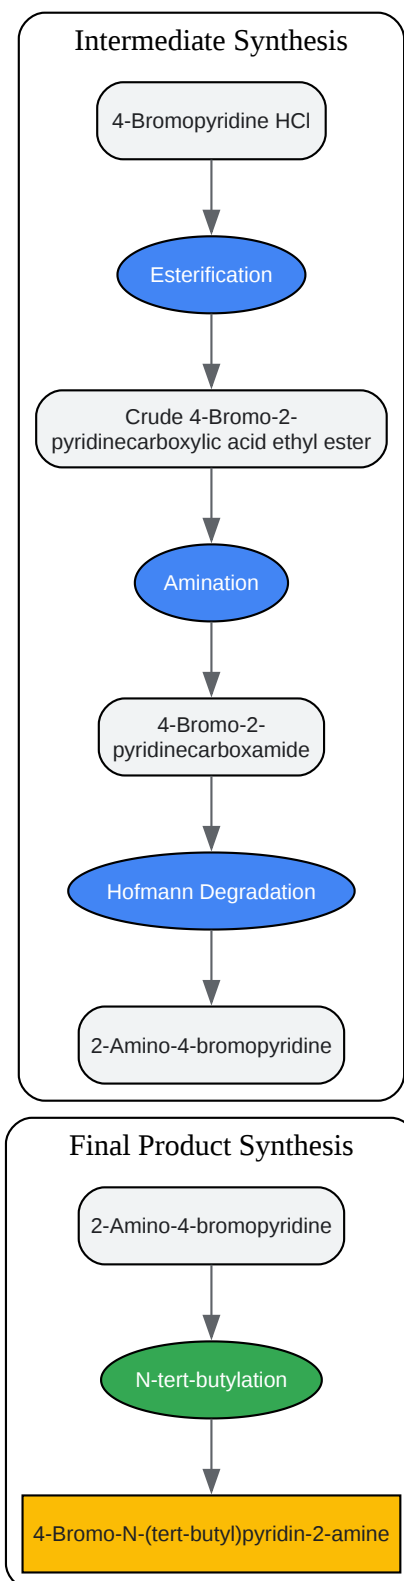 Intermediate Synthesis
4-Bromopyridine HCl
Esterification
Crude 4-Bromo-2-
pyridinecarboxylic acid ethyl ester
Amination
4-Bromo-2-
pyridinecarboxamide
Hofmann Degradation
2-Amino-4-bromopyridine
Final Product Synthesis
2-Amino-4-bromopyridine
N-tert-butylation
4-Bromo-N-(tert-butyl)pyridin-2-amine